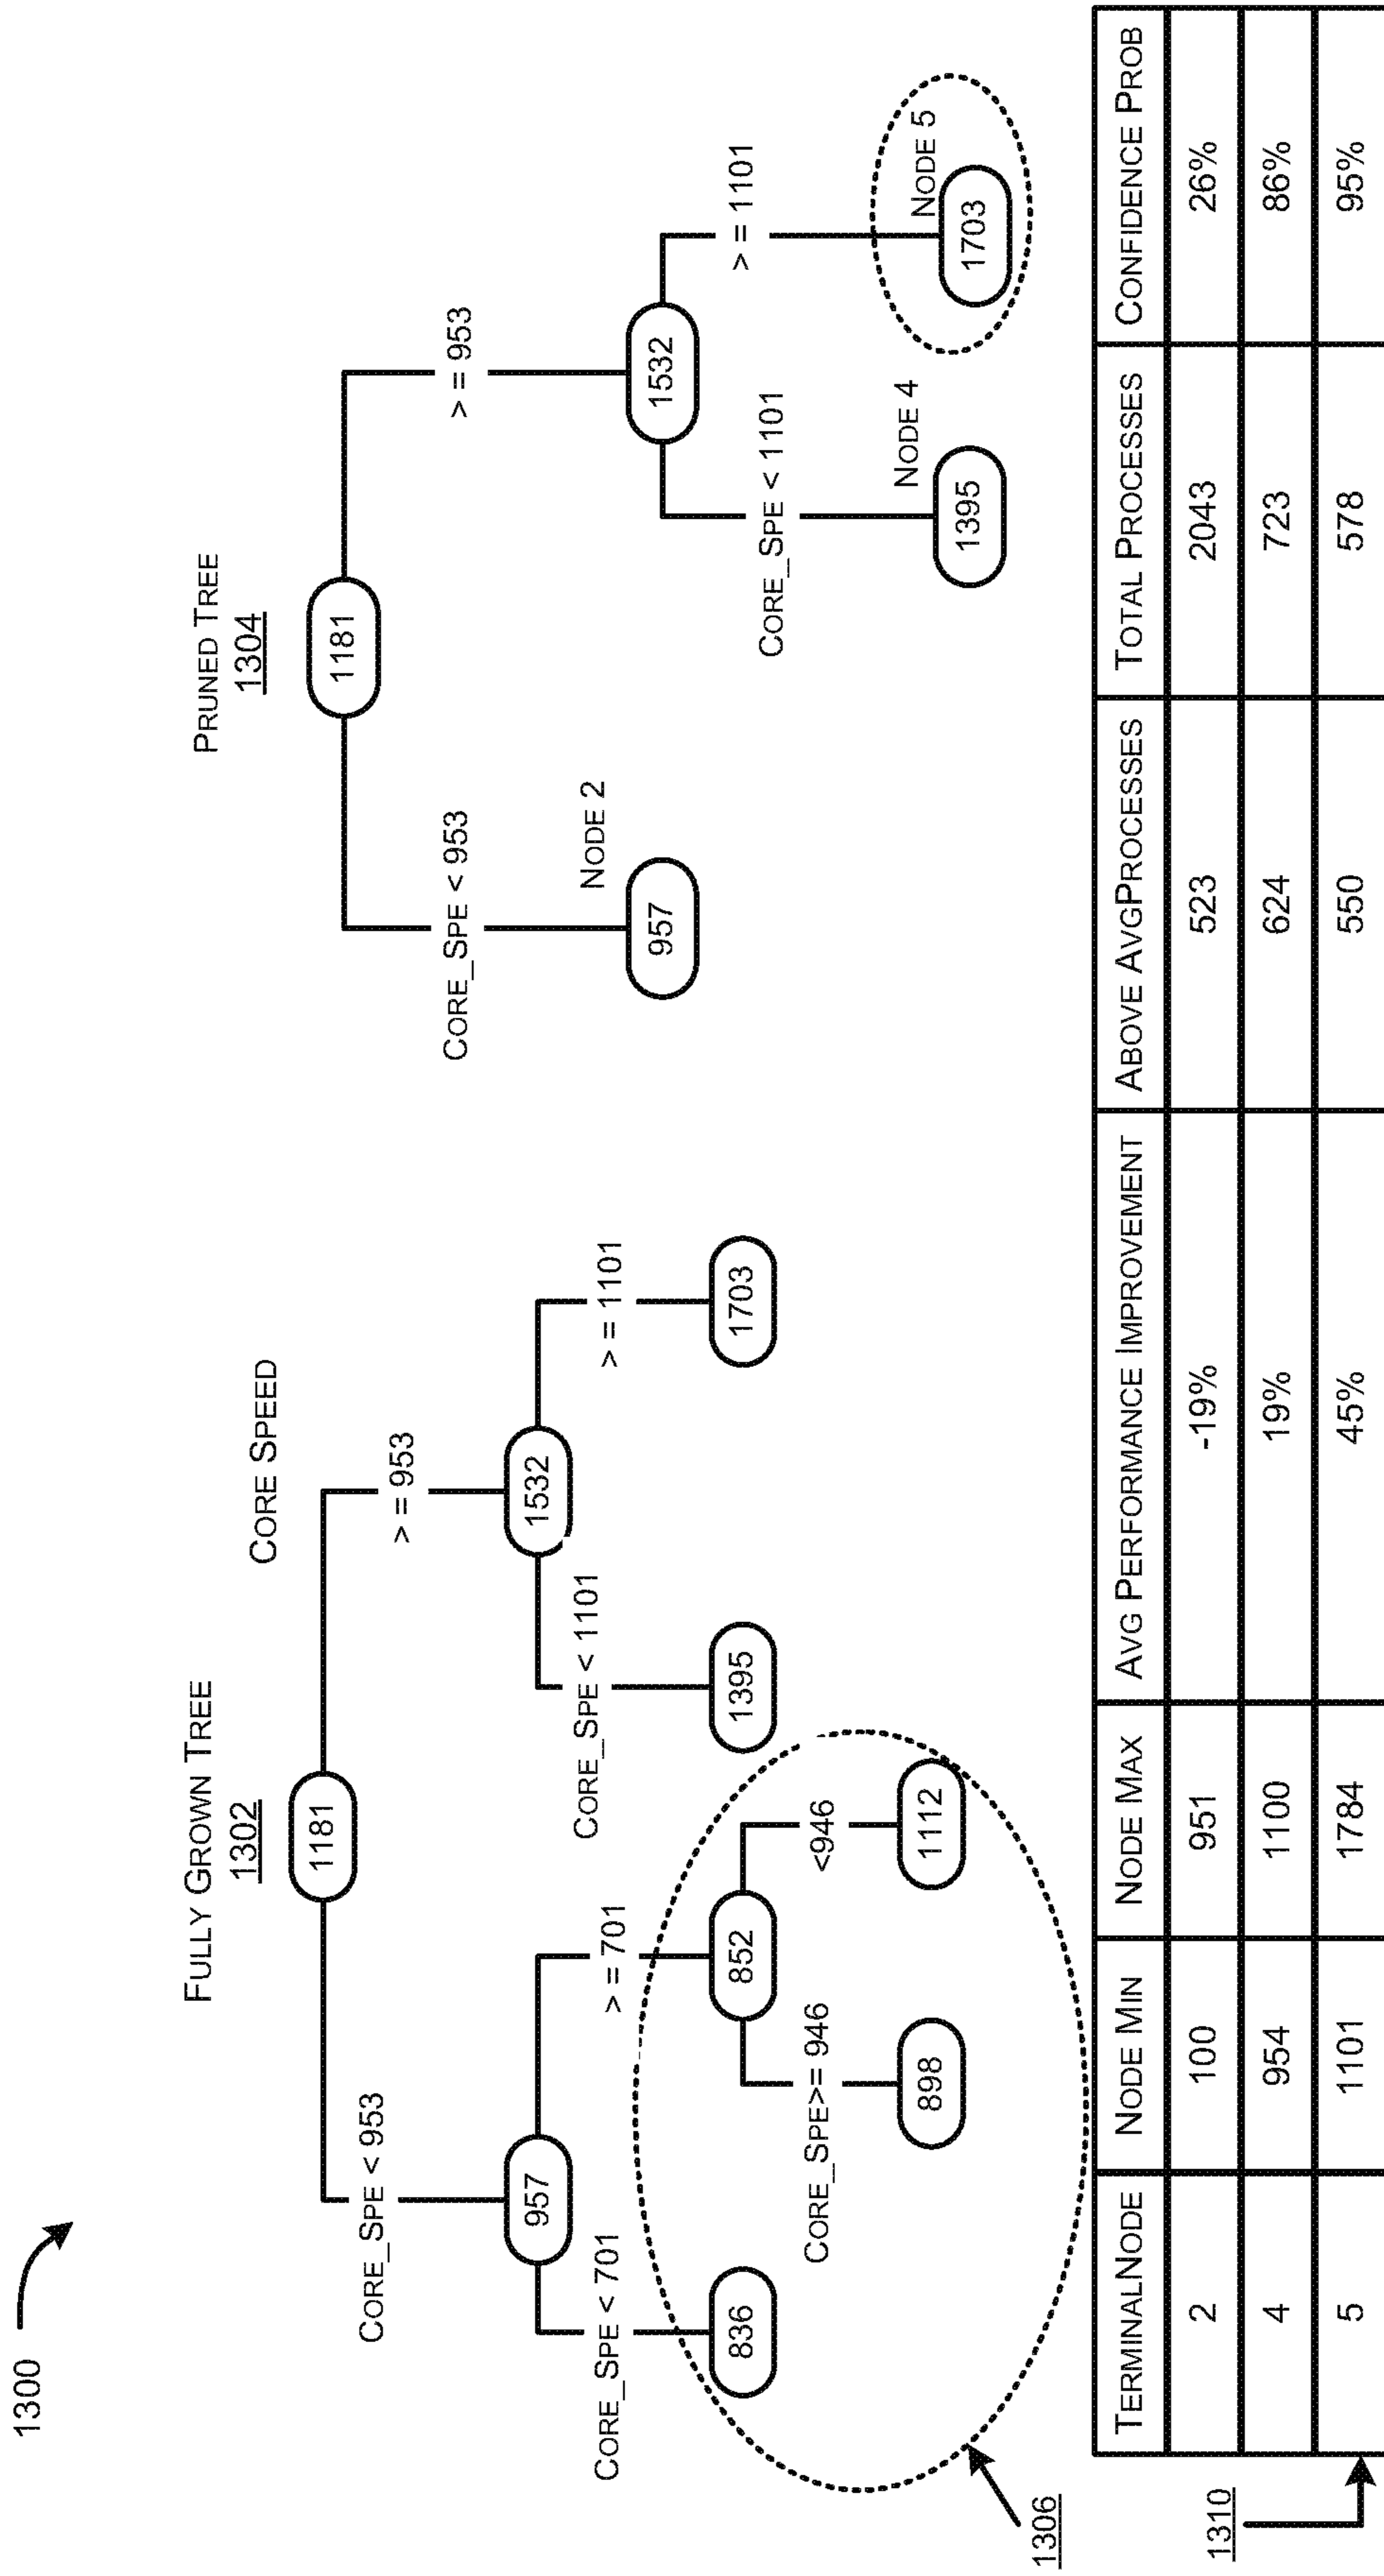 1300
FULLY GROWN TREE
1302
CORE SPEED
1181
CORE_SPE < 953
> = 953
957
1532
CORE_SPE < 701
> = 701
CORE_SPE < 1101
> = 1101
836
852
1395
1703
CORE_SPE>= 946
<946
898
1112
1306
PRUNED TREE
1304
1181
CORE_SPE < 953
> = 953
NODE 2
957
1532
CORE_SPE < 1101
> = 1101
NODE 4
NODE 5
1395
1703
TERMINALNODE NODE MIN NODE MAX AVG PERFORMANCE IMPROVEMENT ABOVE AVGPROCESSES TOTAL PROCESSES CONFIDENCE PROB
2 100 951 -19% 523 2043 26%
4 954 1100 19% 624 723 86%
5 1101 1784 45% 550 578 95%
1310